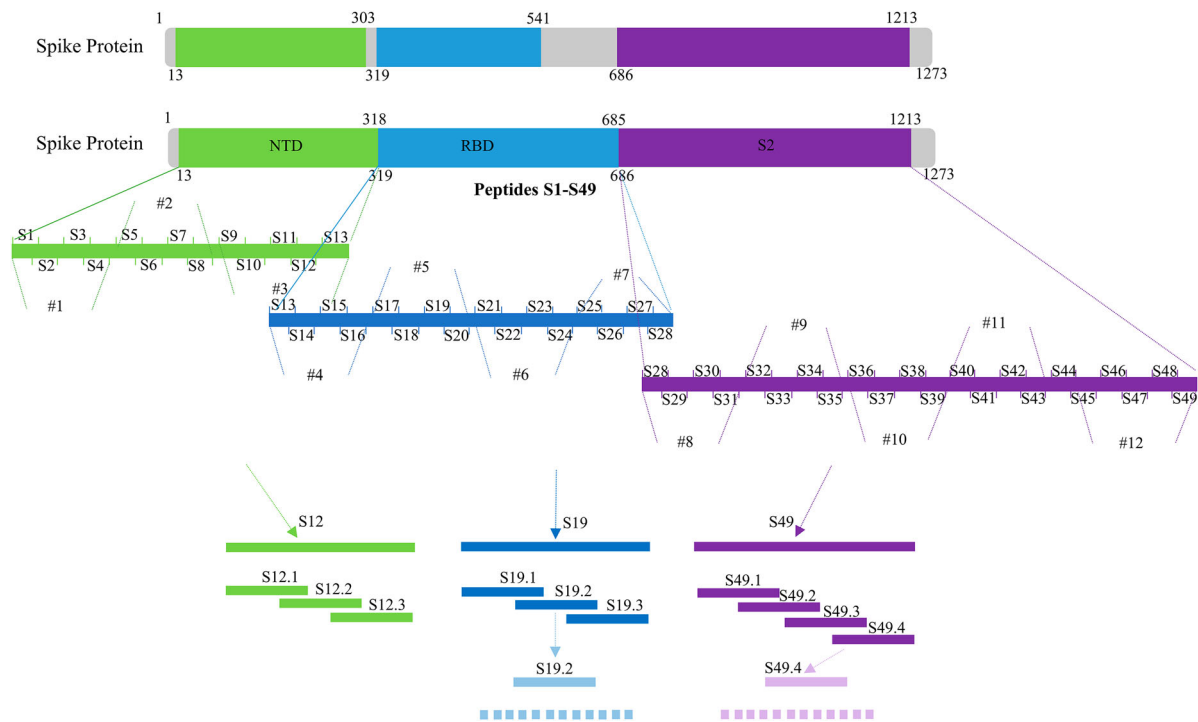 1 303 541 1213
Spike Protein
13 319 686 1273
1 318 685 1213
Spike Protein NTD RBD S2
13 319 686 1273
Peptides S1-S49
#2
S1 S3 S5 S7 S9 S11 S13
S2 S4 S6 S8 S10 S12
#1 #3
#5 #7
S13 S15 S17 S19 S21 S23 S25 S27
S14 S16 S18 S20 S22 S24 S26 S28
#4 #6
#9 #11
S28 S30 S32 S34 S36 S38 S40 S42 S44 S46 S48
S29 S31 S33 S35 S37 S39 S41 S43 S45 S47 S49
#8 #10 #12
S12 S19 S49
S12.1 S19.1 S49.1
S12.2 S19.2 S49.2
S12.3 S19.3 S49.3
S49.4
S19.2 S49.4